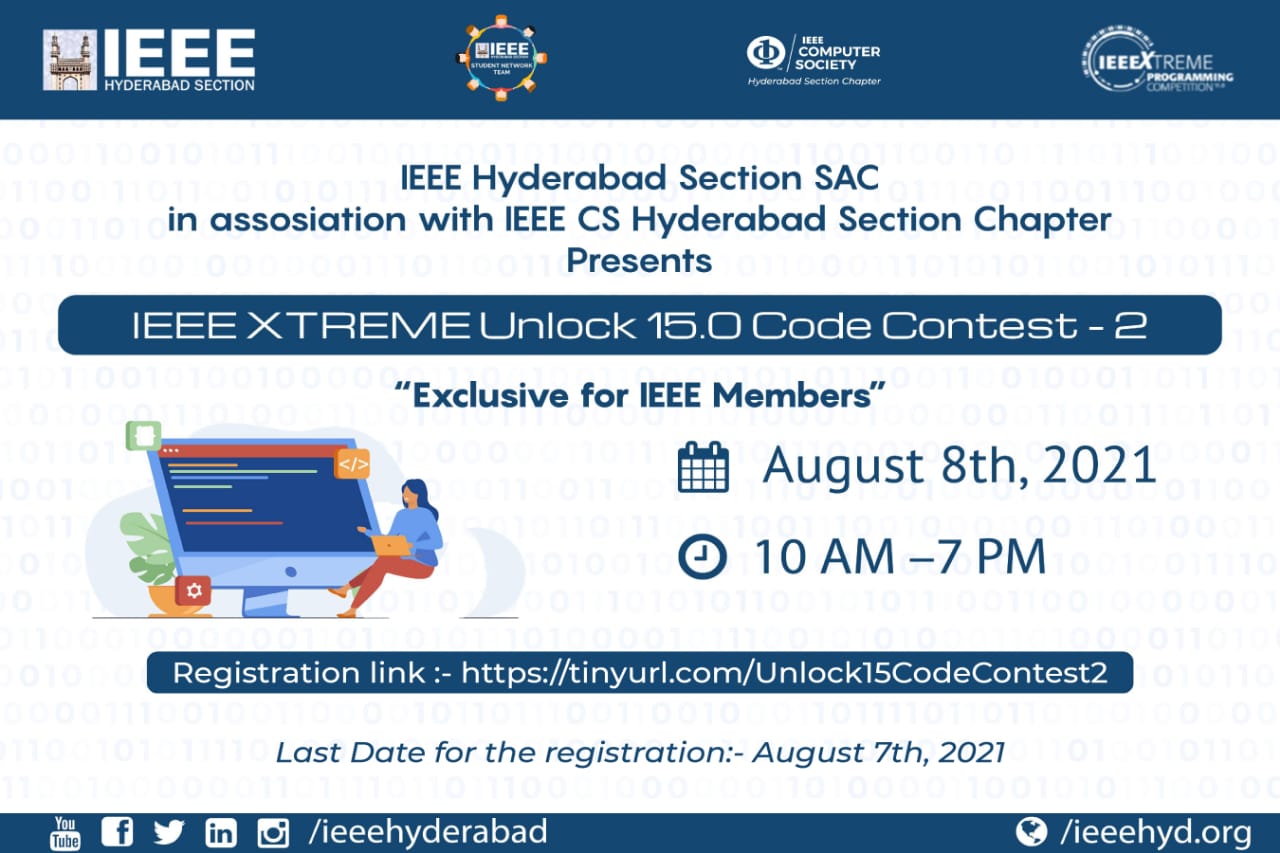 IEEE
HYDERABAD SECTION
IEEE
HYDERABAD SECTION
STUDENT NETWORK
TEAM
IEEE
COMPUTER
SOCIETY
Hyderabad Section Chapter
IEEEXTREME
PROGRAMMING
COMPETITION
IEEE Hyderabad Section SAC
in assosiation with IEEE CS Hyderabad Section Chapter
Presents
IEEE XTREME Unlock 15.0 Code Contest - 2
“Exclusive for IEEE Members”
</>
August 8th, 2021
10 AM –7 PM
Registration link :- https://tinyurl.com/Unlock15CodeContest2
Last Date for the registration:- August 7th, 2021
You
Tube
/ieeehyderabad
/ieeehyd.org